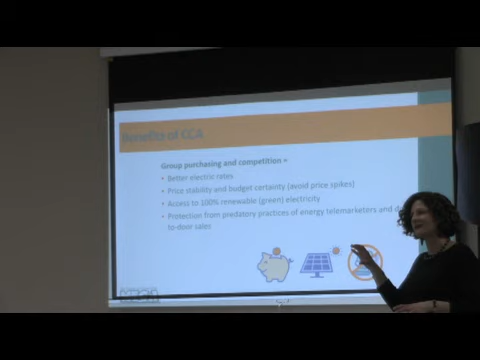 Benefits of CCA
Group purchasing and competition =
• Better electric rates
• Price stability and budget certainty (avoid price spikes)
• Access to 100% renewable (green) electricity
• Protection from predatory practices of energy telemarketers and
to-door sales